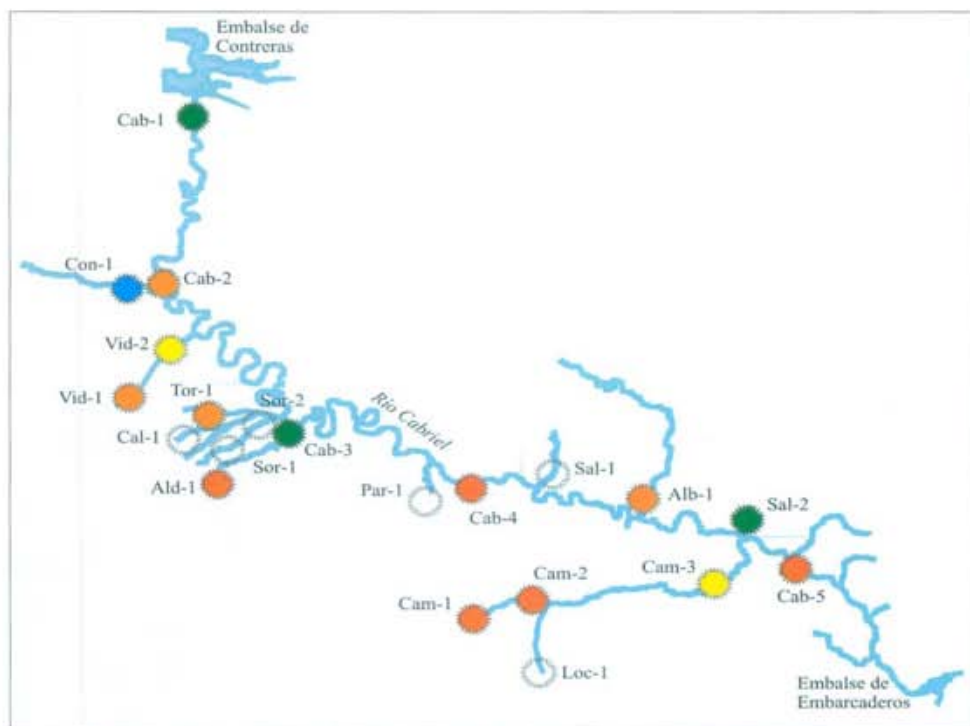 Embalse de
Contreras
Cab-1
Con-1
Cab-2
Vid-2
Vid-1
Tor-1
Sor-2
Cal-1
Cab-3
Sor-1
Ald-1
Río Cabriel
Par-1
Cab-4
Sal-1
Alb-1
Sal-2
Cam-3
Cam-2
Cab-5
Cam-1
Loc-1
Embalse de
Embarcaderos